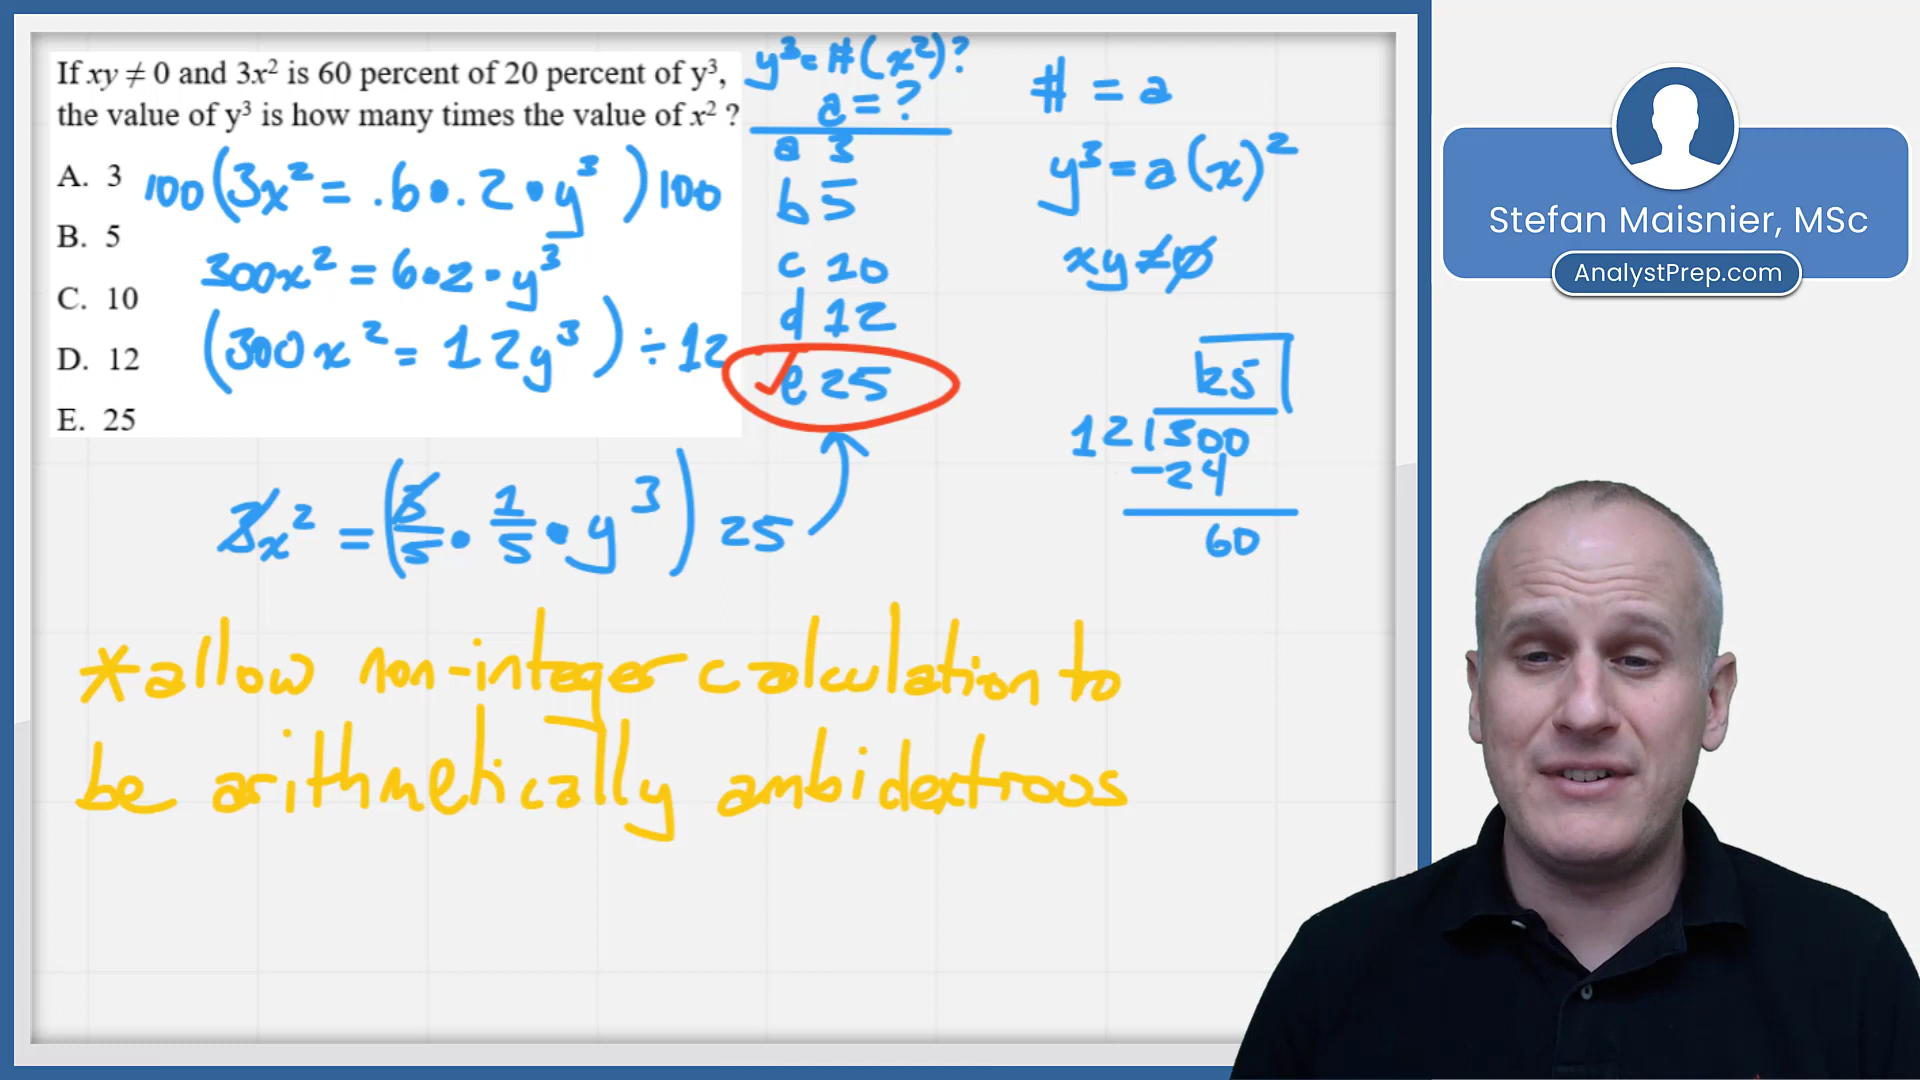 If xy ≠ 0 and 3x² is 60 percent of 20 percent of y³,
the value of y³ is how many times the value of x² ?
A. 3
B. 5
C. 10
D. 12
E. 25
100(3x² = .6 • .2 • y³)100
300x² = 6•2•y³
(300x² = 12y³) ÷ 12
y³ = #(x²)?
a = ?
a 3
b 5
c 10
d 12
✓e 25
# = a
y³ = a(x)²
xy ≠ 0
25
12 300
-24
60
3x² = (3/5 • 1/5 • y³) 25
*allow non-integer calculation to
be arithmetically ambidextrous
Stefan Maisnier, MSc
AnalystPrep.com